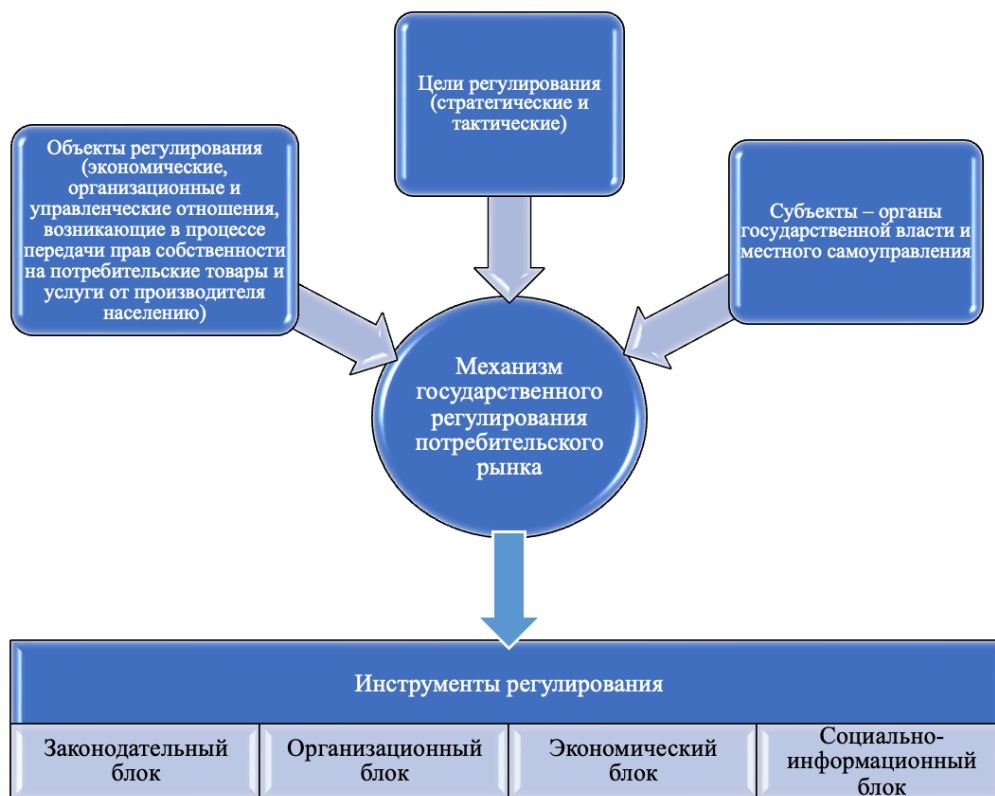 Цели регулирования
(стратегические и
тактические)
Объекты регулирования
(экономические,
организационные и
управленческие отношения,
возникающие в процессе
передачи прав собственности
на потребительские товары и
услуги от производителя
населению)
Субъекты – органы
государственной власти и
местного самоуправления
Механизм
государственного
регулирования
потребительского
рынка
Инструменты регулирования
Законодательный
блок
Организационный
блок
Экономический
блок
Социально-
информационный
блок